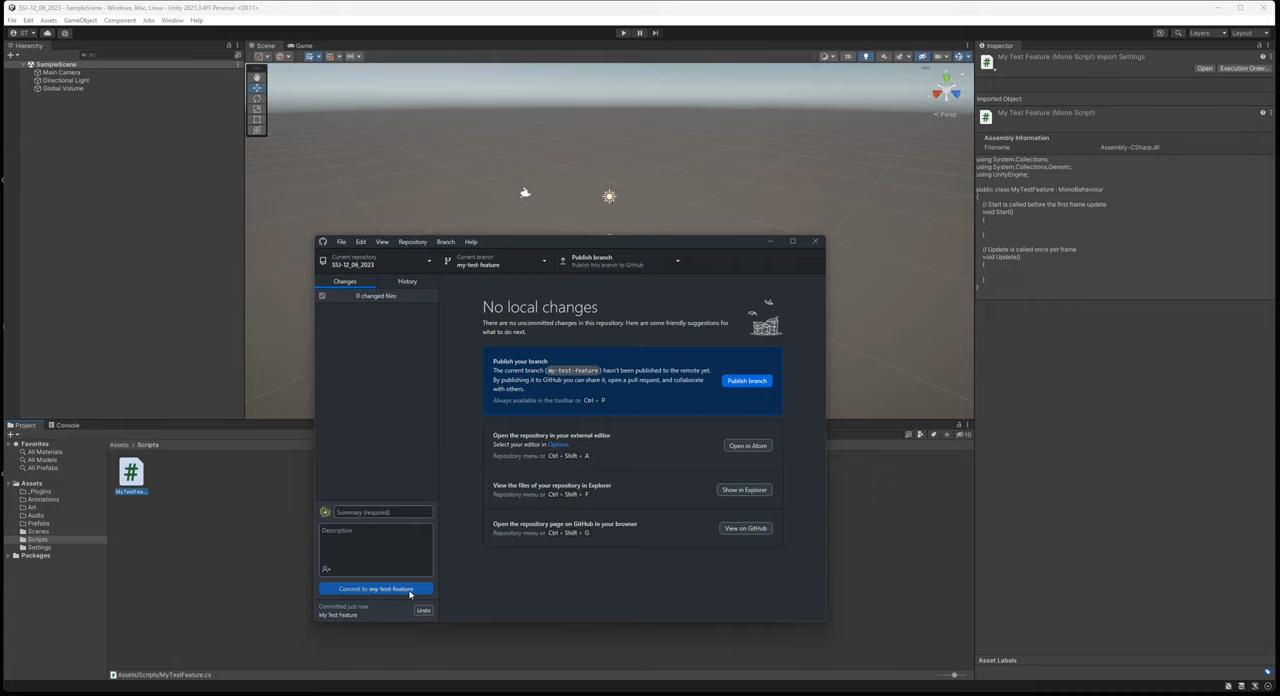 SSJ-12_06_2023 - SampleScene - Windows, Mac, Linux - Unity 2021.3.4f1 Personal <DX11>
File Edit Assets GameObject Component Jobs Window Help
ST
Layers
Layout
Hierarchy
All
SampleScene
Main Camera
Directional Light
Global Volume
Scene
Game
2D
< Persp
Inspector
My Test Feature (Mono Script) Import Settings
Open
Execution Order...
Imported Object
My Test Feature (Mono Script)
Assembly Information
Filename Assembly-CSharp.dll
using System.Collections;
using System.Collections.Generic;
using UnityEngine;
public class MyTestFeature : MonoBehaviour
{
// Start is called before the first frame update
void Start()
{
}
// Update is called once per frame
void Update()
{
}
}
File Edit View Repository Branch Help
Current repository
SSJ-12_06_2023
Current branch
my-test-feature
Publish branch
Publish this branch to GitHub
Changes
History
0 changed files
No local changes
There are no uncommitted changes in this repository. Here are some friendly suggestions for
what to do next.
Publish your branch
The current branch (my-test-feature) hasn't been published to the remote yet.
By publishing it to GitHub you can share it, open a pull request, and collaborate
with others.
Always available in the toolbar or Ctrl + P
Publish branch
Open the repository in your external editor
Select your editor in Options
Repository menu or Ctrl + Shift + A
Open in Atom
View the files of your repository in Explorer
Repository menu or Ctrl + Shift + F
Show in Explorer
Open the repository page on GitHub in your browser
Repository menu or Ctrl + Shift + G
View on GitHub
Summary (required)
Description
Commit to my-test-feature
Committed just now
My Test Feature
Undo
Project
Console
Favorites
All Materials
All Models
All Prefabs
Assets
_Plugins
Animations
Art
Audio
Prefabs
Scenes
Scripts
Settings
Packages
Assets > Scripts
MyTestFea...
10
Assets/Scripts/MyTestFeature.cs
Asset Labels